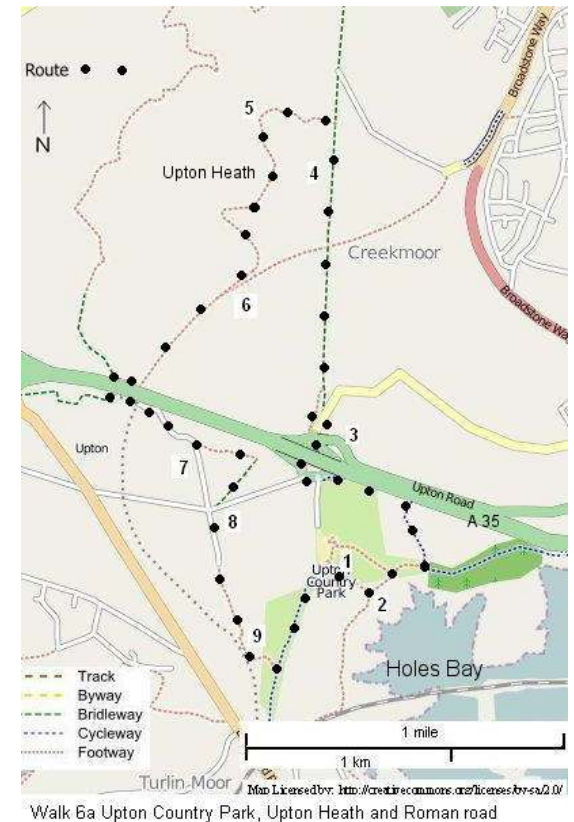 Broadstone Way
Route
N
5
Upton Heath
4
Creekmoor
Broadstone Way
6
3
Upton
7
Upton Road
A 35
8
1
Upto
Country
Park
2
9
Holes Bay
Track
Byway
Bridleway
Cycleway
Footway
1 mile
1 km
Turlin Moor
Map Licensed by: http://creativecommons.org/licenses/by-sa/2.0/
Walk 6a Upton Country Park, Upton Heath and Roman road